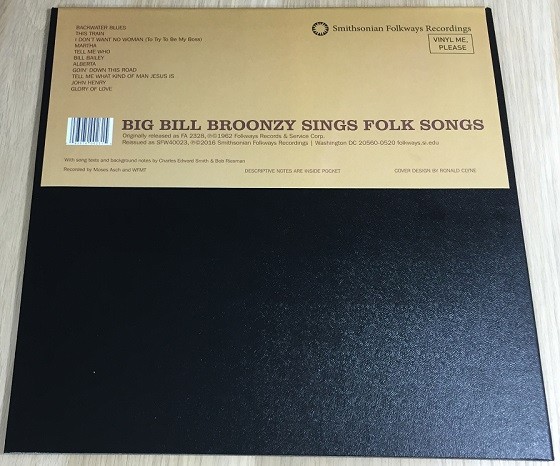 BACKWATER BLUES
THIS TRAIN
I DON'T WANT NO WOMAN (To Try To Be My Boss)
MARTHA
TELL ME WHO
BILL BAILEY
ALBERTA
GOIN' DOWN THIS ROAD
TELL ME WHAT KIND OF MAN JESUS IS
JOHN HENRY
GLORY OF LOVE
Smithsonian Folkways Recordings
VINYL ME,
PLEASE
BIG BILL BROONZY SINGS FOLK SONGS
Originally released as FA 2328, ℗©1962 Folkways Records & Service Corp.
Reissued as SFW40023, ℗©2016 Smithsonian Folkways Recordings | Washington DC 20560-0520 folkways.si.edu
With song texts and background notes by Charles Edward Smith & Bob Riesman
Recorded by Moses Asch and WFMT
DESCRIPTIVE NOTES ARE INSIDE POCKET
COVER DESIGN BY RONALD CLYNE